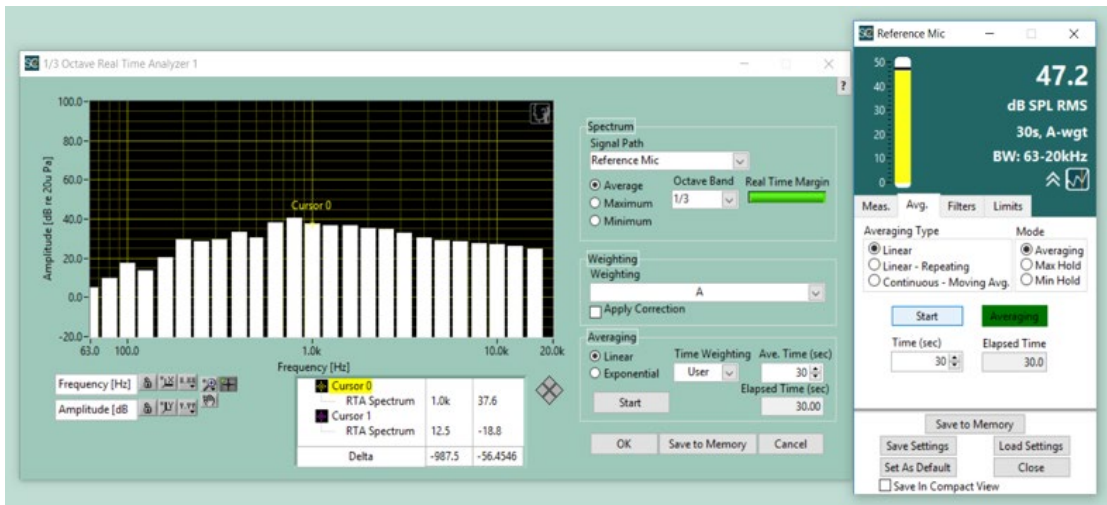 SC 1/3 Octave Real Time Analyzer 1
?
100.0
80.0
60.0
40.0
20.0
0.0
-20.0
Amplitude [dB re 20u Pa]
Cursor 0
63.0 100.0 1.0k 10.0k 20.0k
Frequency [Hz]
Frequency [Hz]
Amplitude [dB
Cursor 0
RTA Spectrum 1.0k 37.6
Cursor 1
RTA Spectrum 12.5 -18.8
Delta -987.5 -56.4546
Spectrum
Signal Path
Reference Mic
Average
Maximum
Minimum
Octave Band
1/3
Real Time Margin
Weighting
Weighting
A
Apply Correction
Averaging
Linear
Exponential
Time Weighting
User
Ave. Time (sec)
30
Elapsed Time (sec)
30.00
Start
OK Save to Memory Cancel
SC Reference Mic
50
40
30
20
10
0
47.2
dB SPL RMS
30s, A-wgt
BW: 63-20kHz
Meas. Avg. Filters Limits
Averaging Type
Linear
Linear - Repeating
Continuous - Moving Avg.
Mode
Averaging
Max Hold
Min Hold
Start Averaging
Time (sec) Elapsed Time
30 30.0
Save to Memory
Save Settings Load Settings
Set As Default Close
Save In Compact View